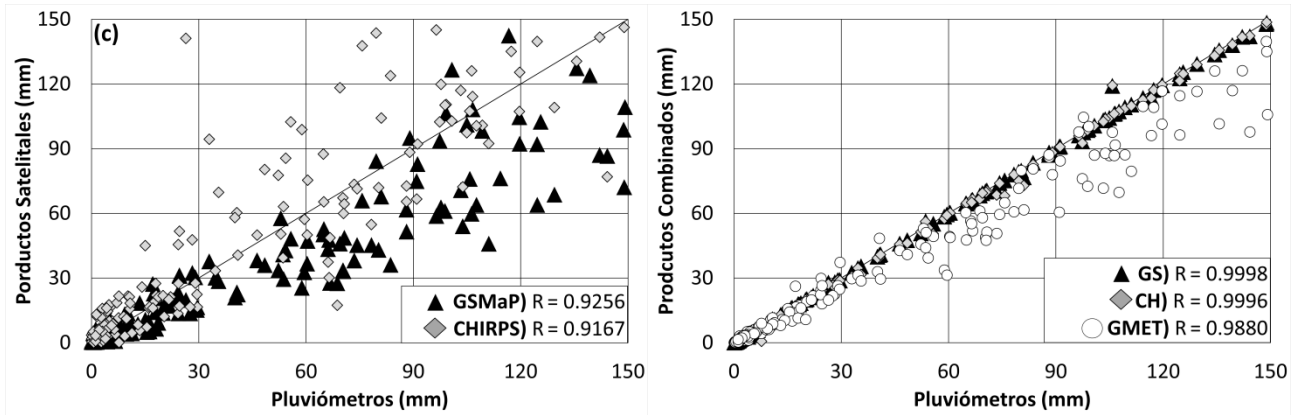 (c)
Porductos Satelitales (mm)
150
120
90
60
30
0
GSMaP) R = 0.9256
CHIRPS) R = 0.9167
0 30 60 90 120 150
Pluviómetros (mm)
Prodcutos Combinados (mm)
150
120
90
60
30
0
GS) R = 0.9998
CH) R = 0.9996
GMET) R = 0.9880
0 30 60 90 120 150
Pluviómetros (mm)